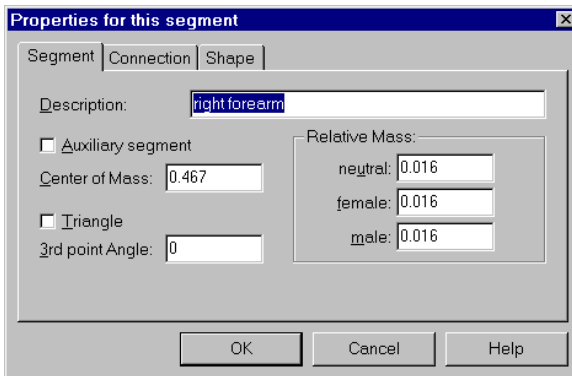 Properties for this segment
Segment Connection Shape
Description: right forearm
Auxiliary segment
Relative Mass:
Center of Mass: 0.467
neutral: 0.016
female: 0.016
Triangle
male: 0.016
3rd point Angle: 0
OK Cancel Help